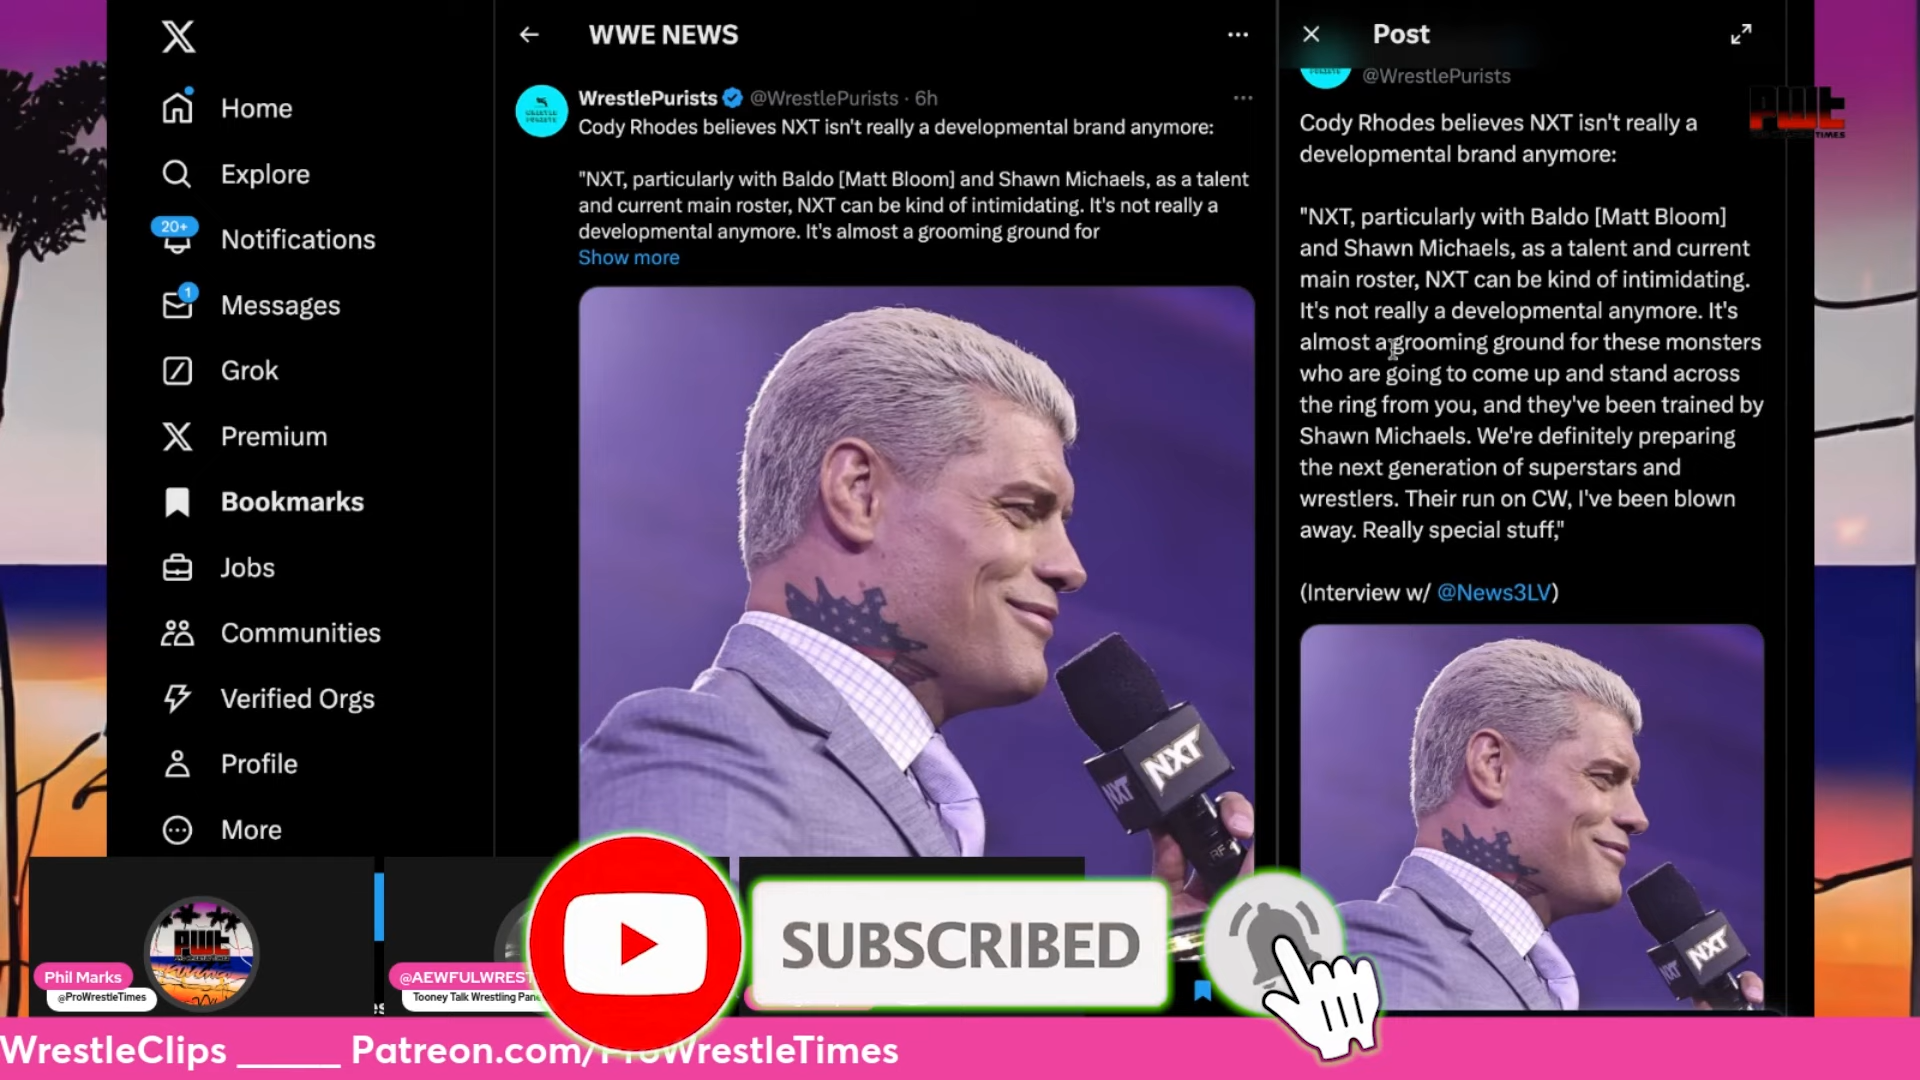 Home
Explore
20+
Notifications
1
Messages
Grok
Premium
Bookmarks
Jobs
Communities
Verified Orgs
Profile
More
WWE NEWS
WrestlePurists @WrestlePurists · 6h
Cody Rhodes believes NXT isn't really a developmental brand anymore:
"NXT, particularly with Baldo [Matt Bloom] and Shawn Michaels, as a talent
and current main roster, NXT can be kind of intimidating. It's not really a
developmental anymore. It's almost a grooming ground for
Show more
NXT
NXT
Post
@WrestlePurists
Cody Rhodes believes NXT isn't really a
developmental brand anymore:
"NXT, particularly with Baldo [Matt Bloom]
and Shawn Michaels, as a talent and current
main roster, NXT can be kind of intimidating.
It's not really a developmental anymore. It's
almost a grooming ground for these monsters
who are going to come up and stand across
the ring from you, and they've been trained by
Shawn Michaels. We're definitely preparing
the next generation of superstars and
wrestlers. Their run on CW, I've been blown
away. Really special stuff,"
(Interview w/ @News3LV)
NXT
NXT
PWt
TIMES
PWt
Phil Marks
@ProWrestleTimes
@AEWFULWREST
Tooney Talk Wrestling Pane
SUBSCRIBED
WrestleClips ______ Patreon.com/ProWrestleTimes